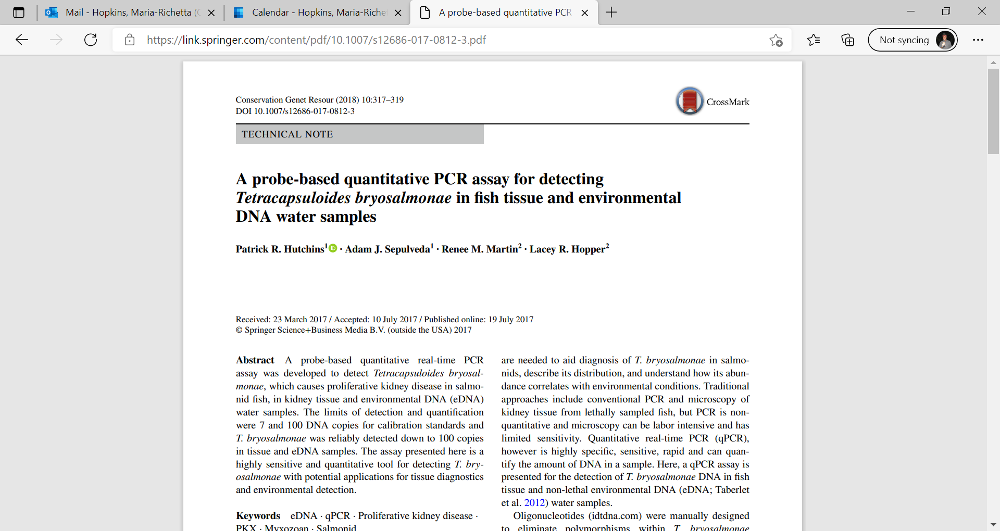 Mail - Hopkins, Maria-Richetta (
Calendar - Hopkins, Maria-Riche
A probe-based quantitative PCR
https://link.springer.com/content/pdf/10.1007/s12686-017-0812-3.pdf
Not syncing
Conservation Genet Resour (2018) 10:317–319
DOI 10.1007/s12686-017-0812-3
CrossMark
TECHNICAL NOTE
A probe-based quantitative PCR assay for detecting
Tetracapsuloides bryosalmonae in fish tissue and environmental
DNA water samples
Patrick R. Hutchins1 iD · Adam J. Sepulveda1 · Renee M. Martin2 · Lacey R. Hopper2
Received: 23 March 2017 / Accepted: 10 July 2017 / Published online: 19 July 2017
© Springer Science+Business Media B.V. (outside the USA) 2017
Abstract A probe-based quantitative real-time PCR
assay was developed to detect Tetracapsuloides bryosal-
monae, which causes proliferative kidney disease in salmo-
nid fish, in kidney tissue and environmental DNA (eDNA)
water samples. The limits of detection and quantification
were 7 and 100 DNA copies for calibration standards and
T. bryosalmonae was reliably detected down to 100 copies
in tissue and eDNA samples. The assay presented here is a
highly sensitive and quantitative tool for detecting T. bry-
osalmonae with potential applications for tissue diagnostics
and environmental detection.
Keywords eDNA · qPCR · Proliferative kidney disease ·
PKX · Myxozoan · Salmonid
are needed to aid diagnosis of T. bryosalmonae in salmo-
nids, describe its distribution, and understand how its abun-
dance correlates with environmental conditions. Traditional
approaches include conventional PCR and microscopy of
kidney tissue from lethally sampled fish, but PCR is non-
quantitative and microscopy can be labor intensive and has
limited sensitivity. Quantitative real-time PCR (qPCR),
however is highly specific, sensitive, rapid and can quan-
tify the amount of DNA in a sample. Here, a qPCR assay is
presented for the detection of T. bryosalmonae DNA in fish
tissue and non-lethal environmental DNA (eDNA; Taberlet
et al. 2012) water samples.
Oligonucleotides (idtdna.com) were manually designed
to eliminate polymorphisms within T. bryosalmonae